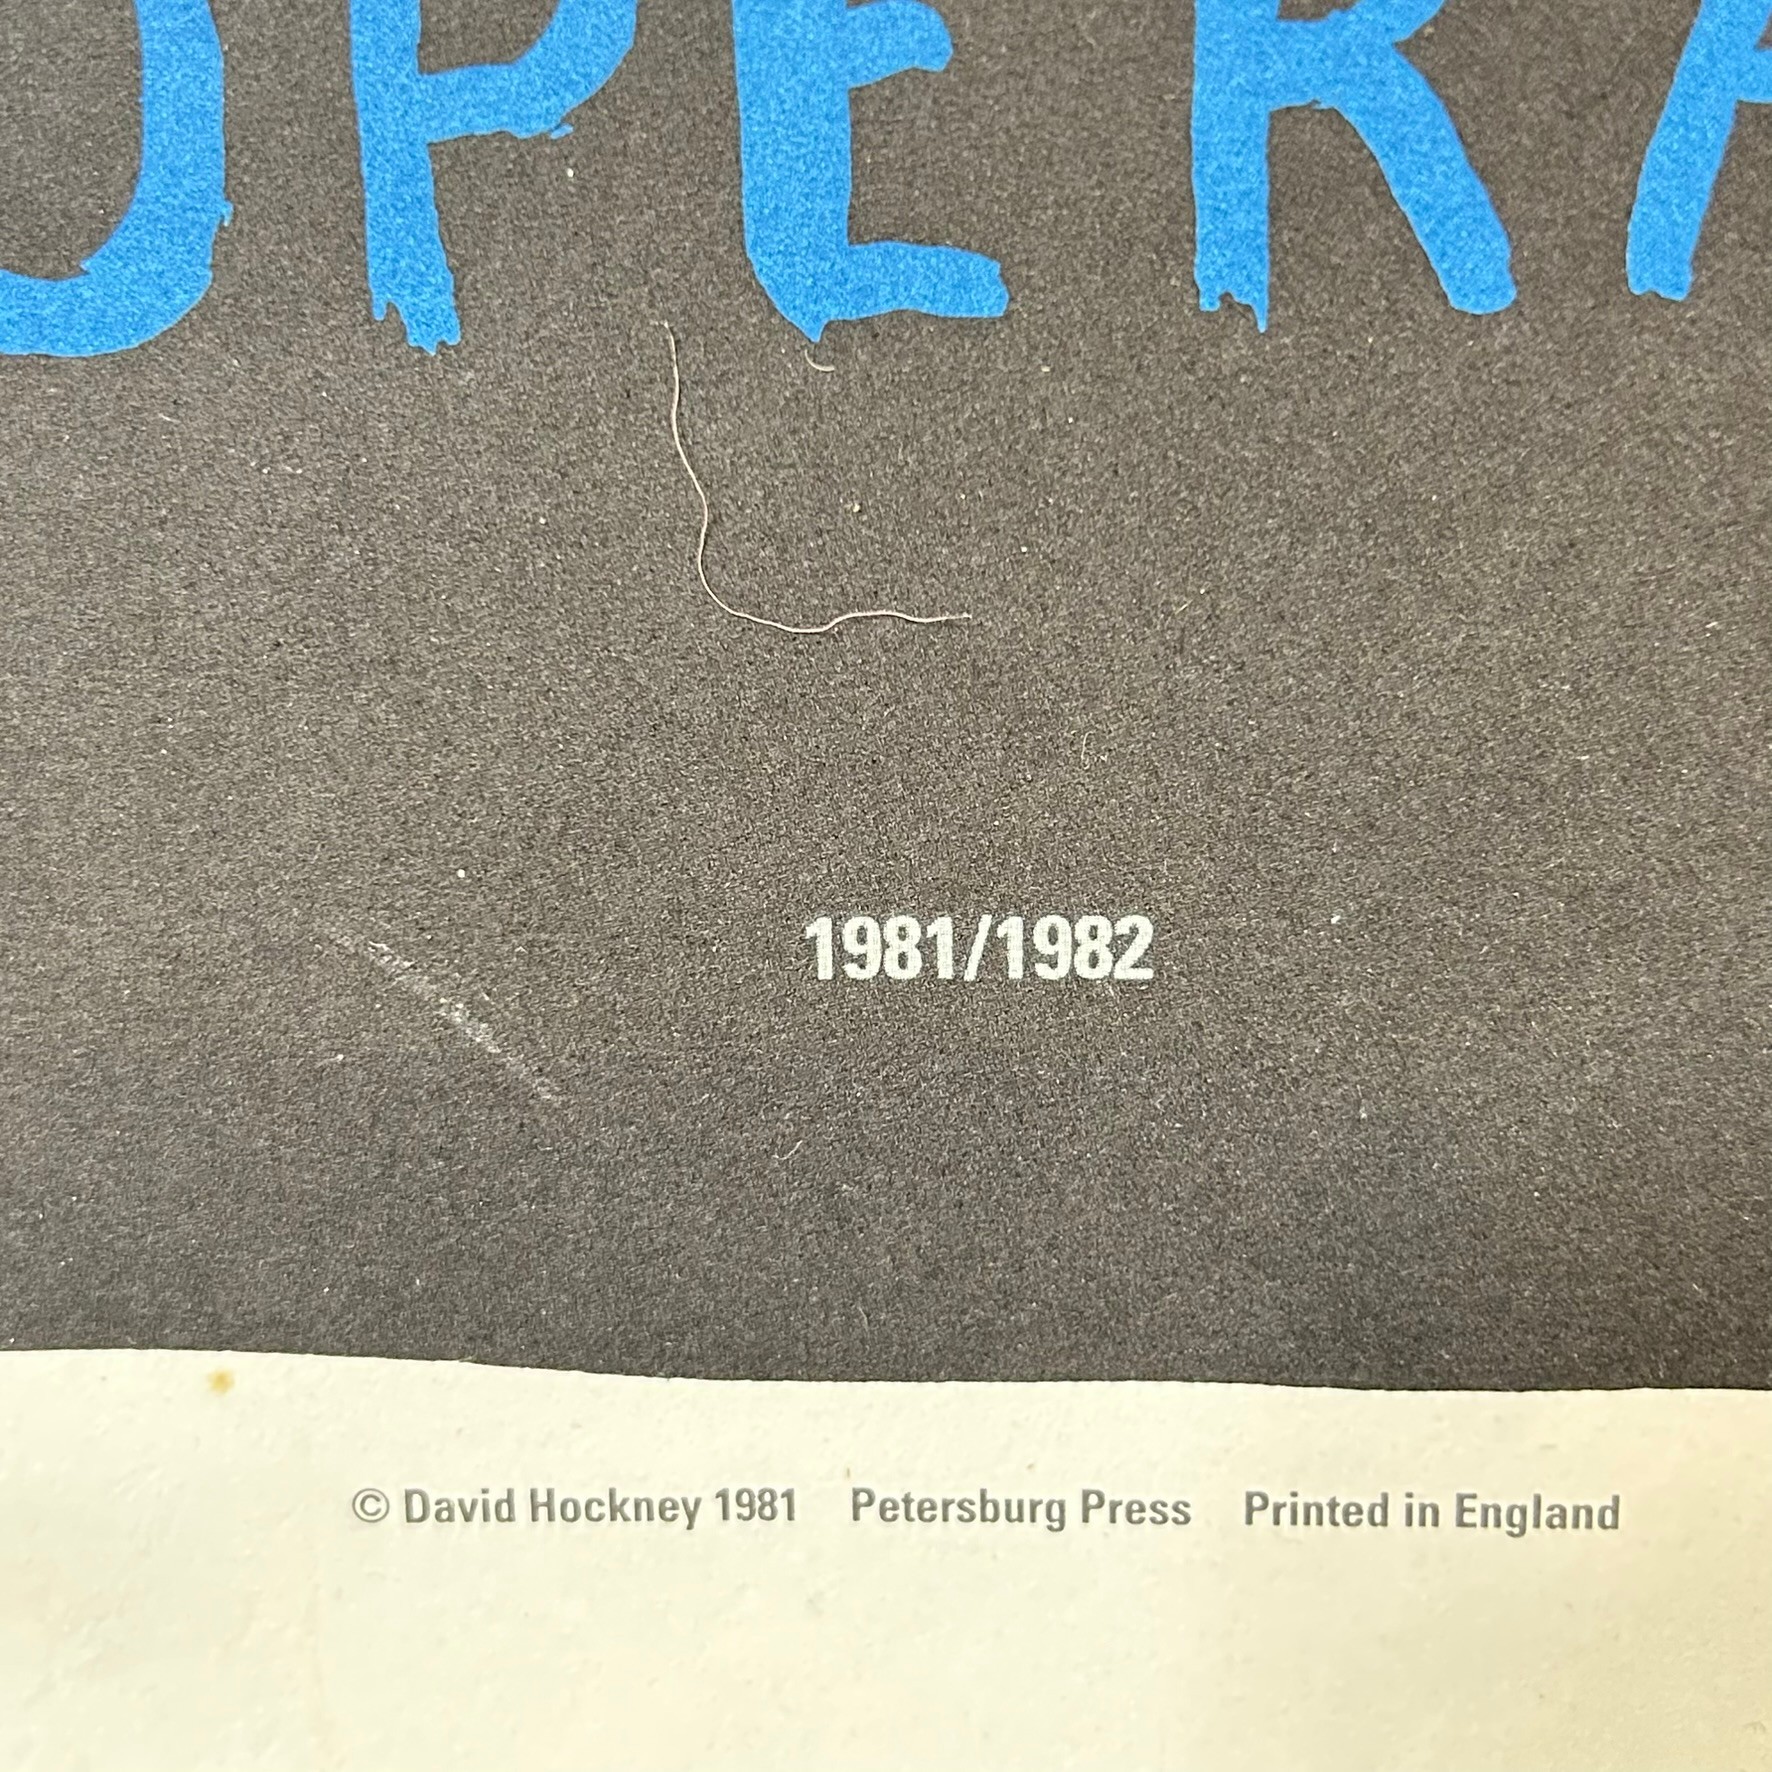 OPERA
1981/1982
© David Hockney 1981 Petersburg Press Printed in England